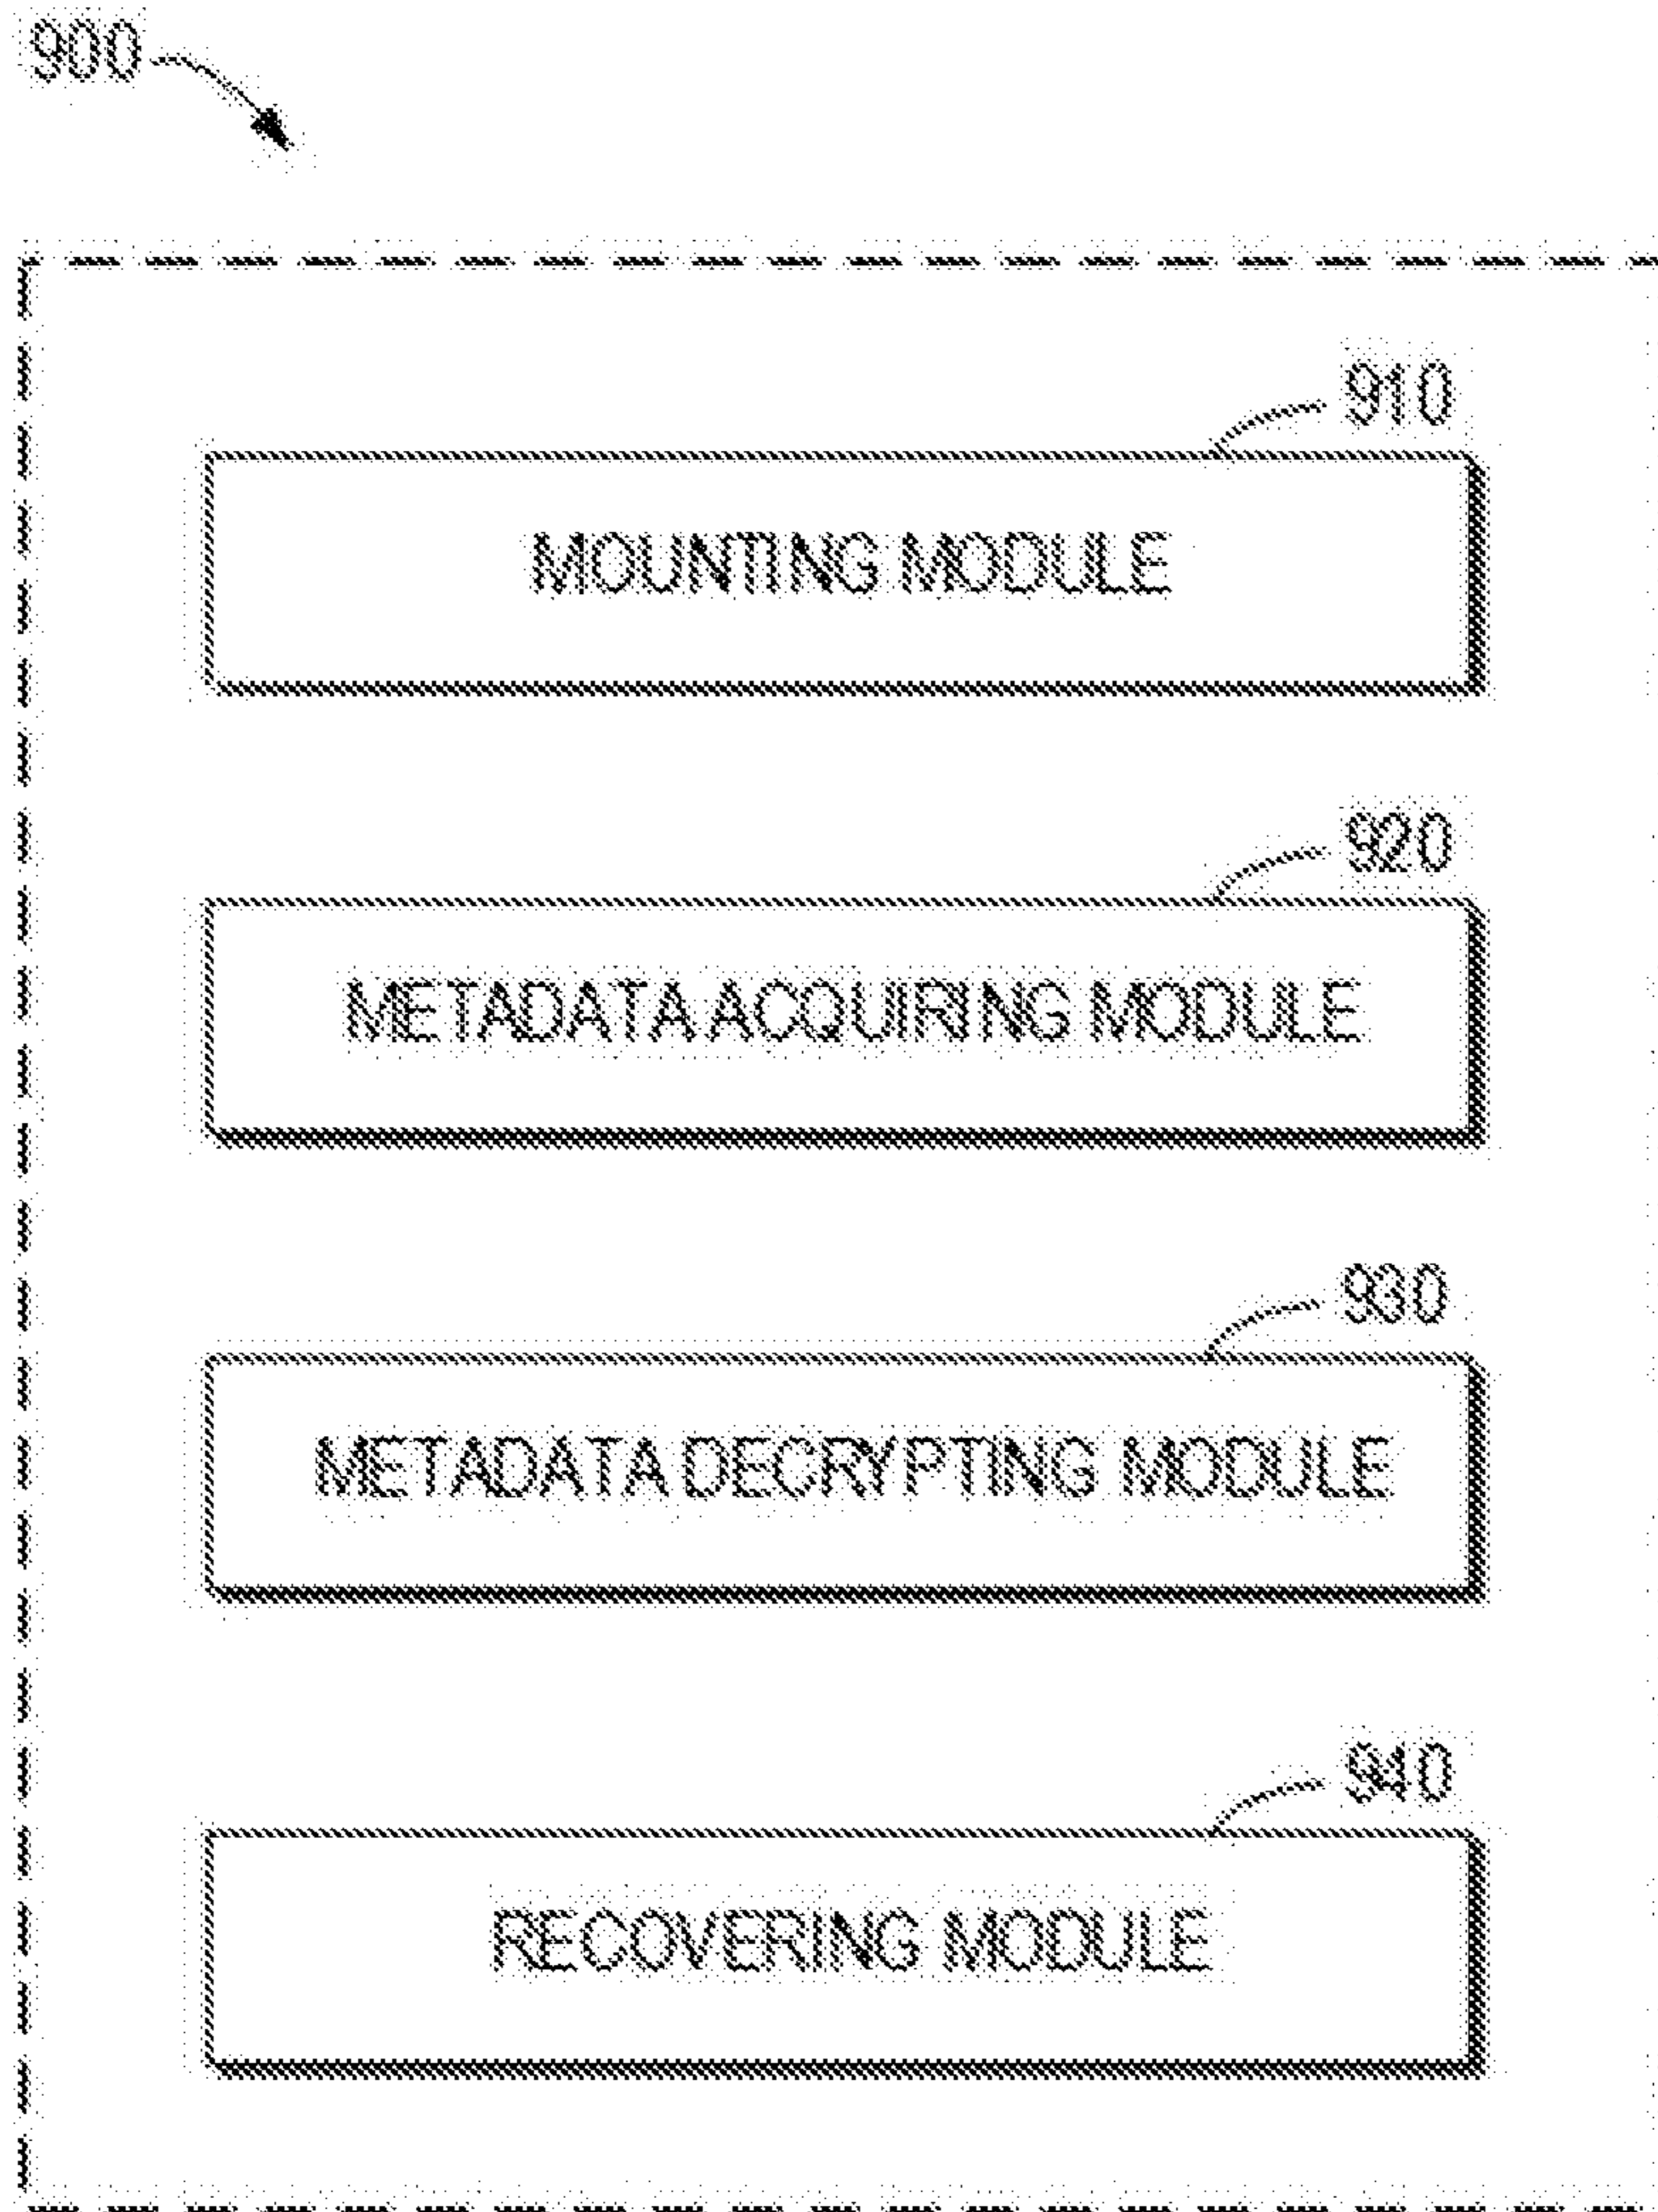 900
910
MOUNTING MODULE
920
METADATA ACQUIRING MODULE
930
METADATA DECRYPTING MODULE
940
RECOVERING MODULE